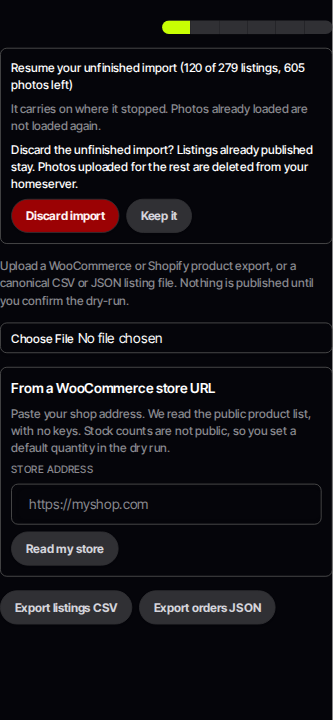 Resume your unfinished import (120 of 279 listings, 605
photos left)
It carries on where it stopped. Photos already loaded are
not loaded again.
Discard the unfinished import? Listings already published
stay. Photos uploaded for the rest are deleted from your
homeserver.
Discard import Keep it
Upload a WooCommerce or Shopify product export, or a
canonical CSV or JSON listing file. Nothing is published until
you confirm the dry-run.
Choose File No file chosen
From a WooCommerce store URL
Paste your shop address. We read the public product list,
with no keys. Stock counts are not public, so you set a
default quantity in the dry run.
STORE ADDRESS
https://myshop.com
Read my store
Export listings CSV Export orders JSON